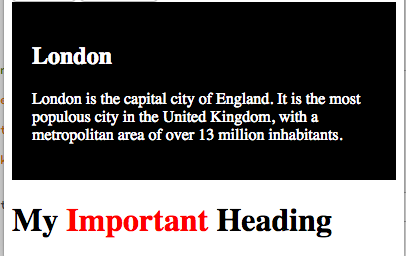 London
London is the capital city of England. It is the most
populous city in the United Kingdom, with a
metropolitan area of over 13 million inhabitants.
My Important Heading